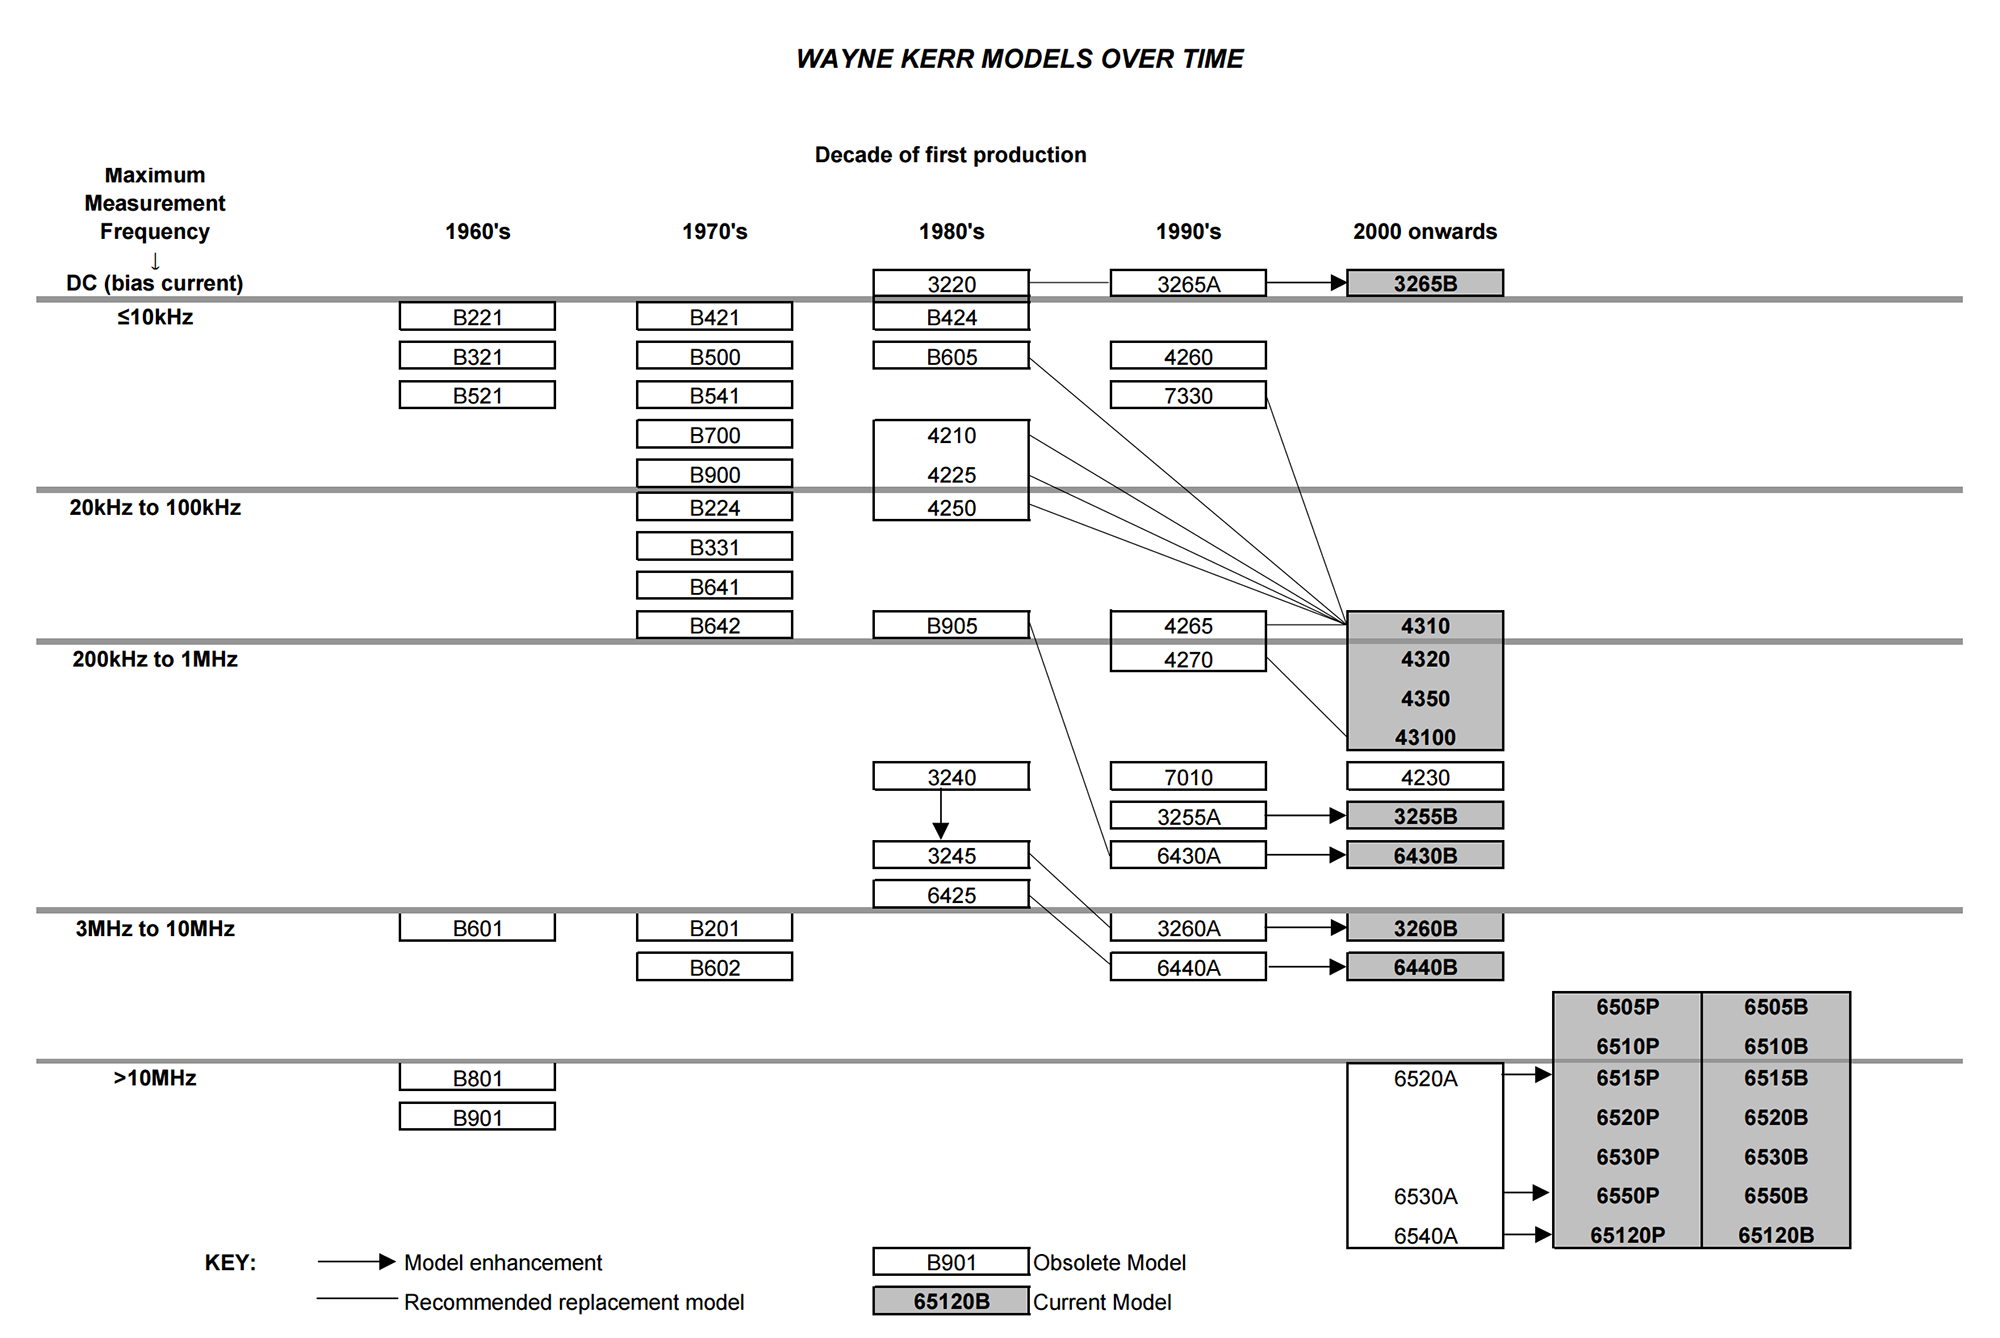 WAYNE KERR MODELS OVER TIME
Decade of first production
Maximum
Measurement
Frequency
↓
1960's 1970's 1980's 1990's 2000 onwards
DC (bias current) 3220 3265A 3265B
≤10kHz B221 B421 B424
B321 B500 B605 4260
B521 B541 7330
B700 4210
B900 4225
20kHz to 100kHz B224 4250
B331
B641
B642 B905 4265 4310
200kHz to 1MHz 4270 4320
4350
43100
3240 7010 4230
3255A 3255B
3245 6430A 6430B
6425
3MHz to 10MHz B601 B201 3260A 3260B
B602 6440A 6440B
6505P 6505B
6510P 6510B
>10MHz B801 6520A 6515P 6515B
B901 6520P 6520B
6530P 6530B
6530A 6550P 6550B
6540A 65120P 65120B
KEY: Model enhancement B901 Obsolete Model
Recommended replacement model 65120B Current Model